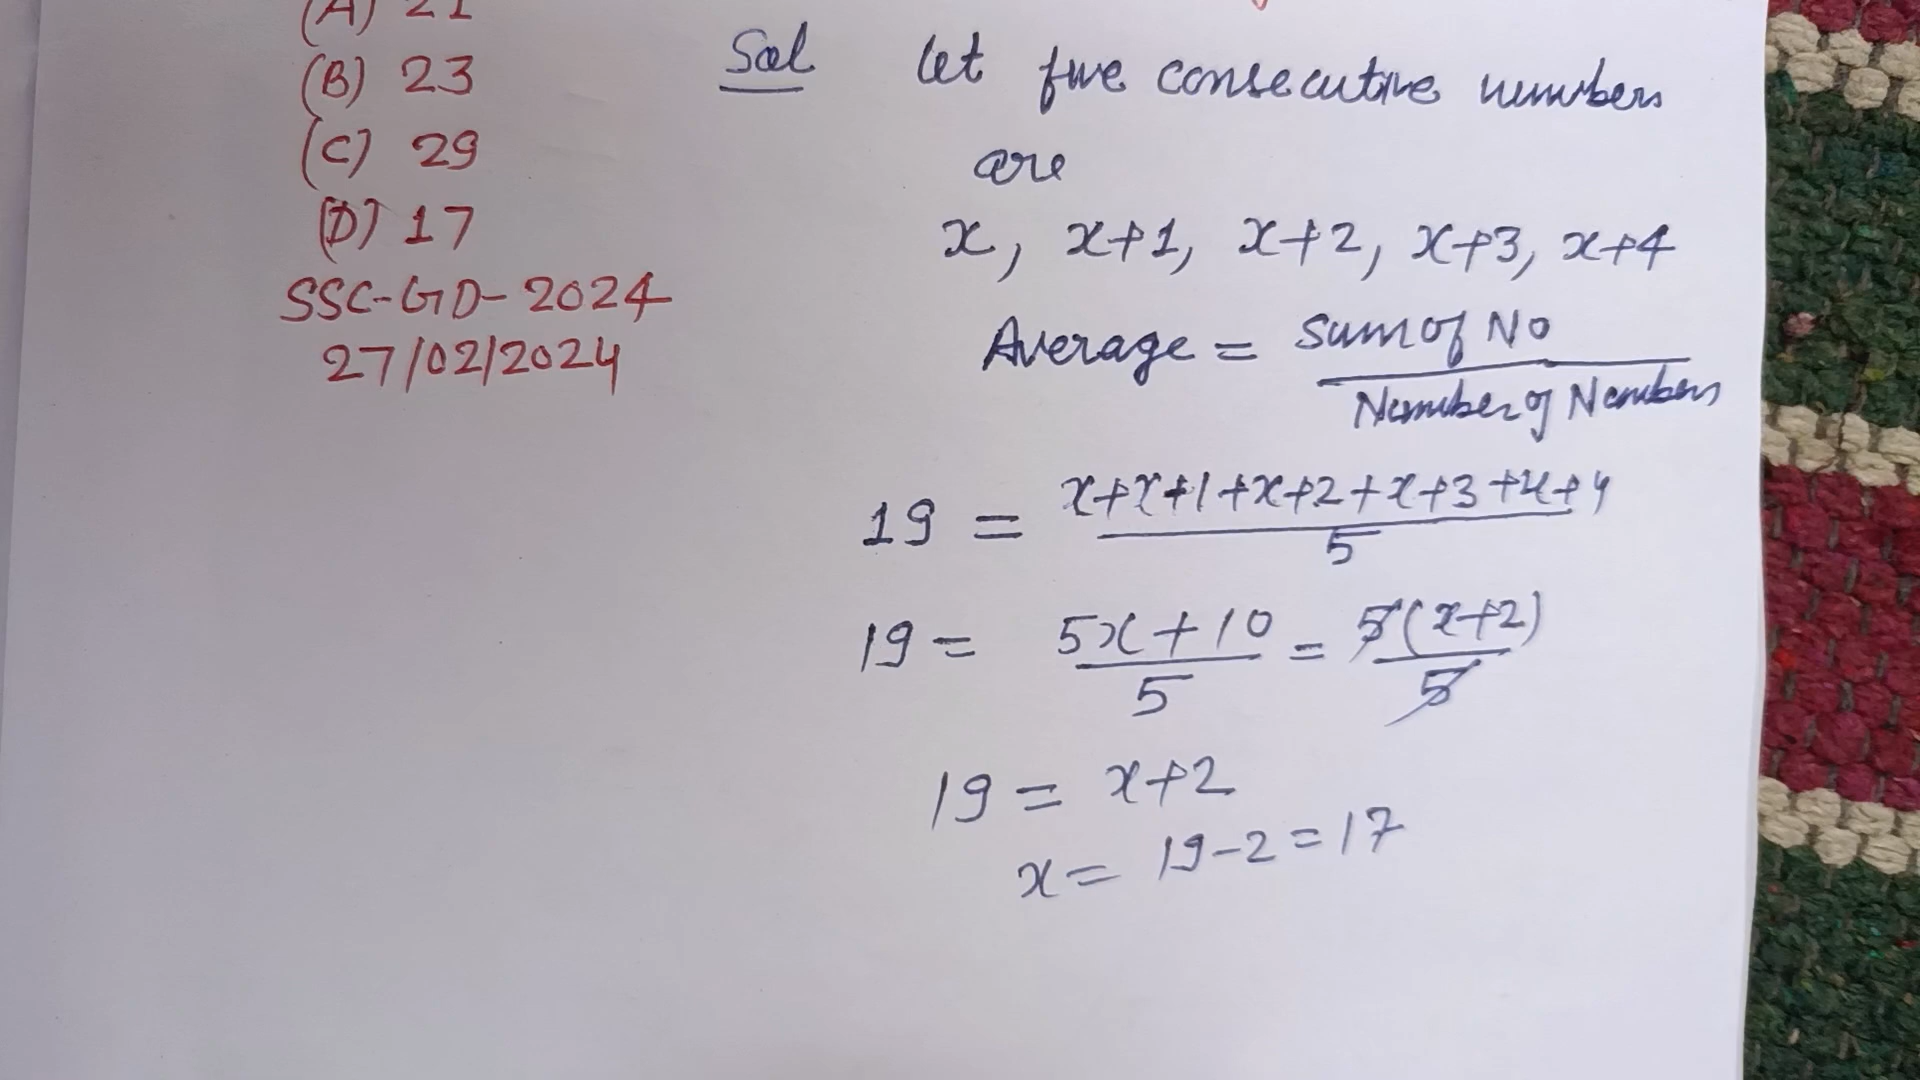 (A) 21
(B) 23
(C) 29
(D) 17
SSC-GD-2024
27/02/2024
Sol let five consecutive numbers
are
x, x+1, x+2, x+3, x+4
Average = Sum of No / Number of Numbers
19 = x+x+1+x+2+x+3+x+4 / 5
19 = 5x+10 / 5 = 5(x+2) / 5
19 = x+2
x = 19-2 = 17